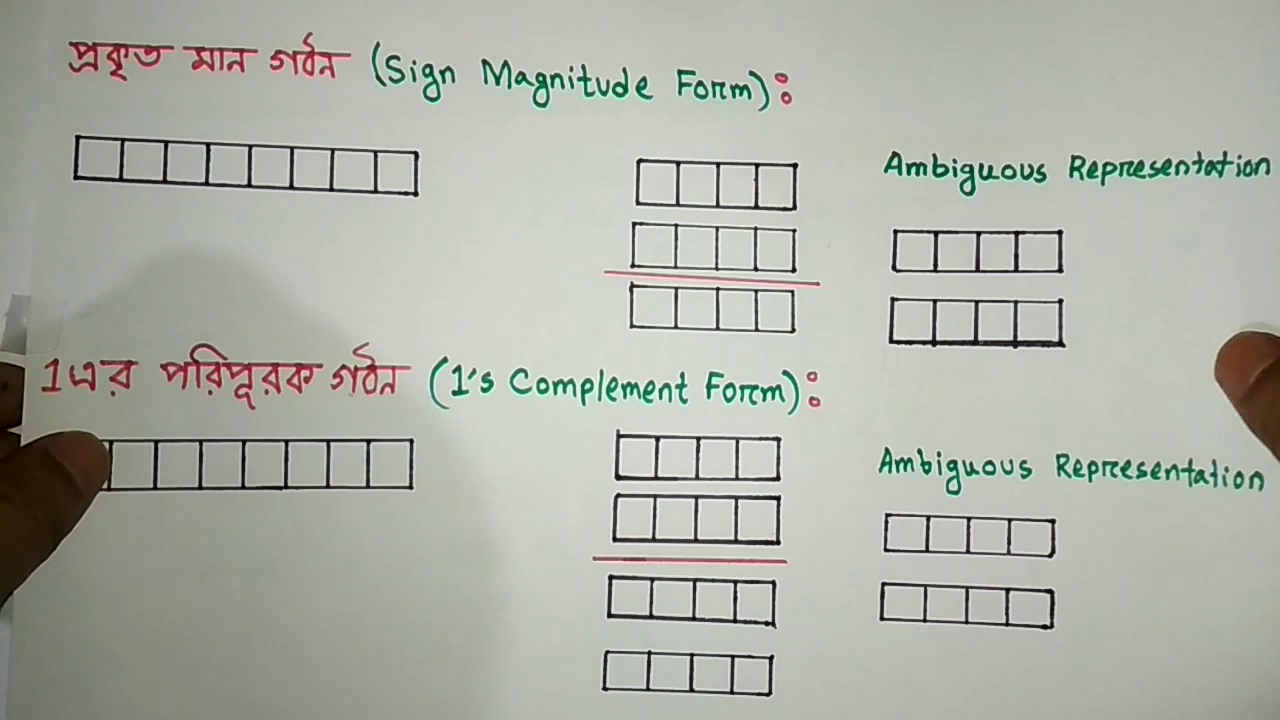 প্রকৃত মান গঠন (Sign Magnitude Form):
Ambiguous Representation
1এর পরিপূরক গঠন (1's Complement Form):
Ambiguous Representation